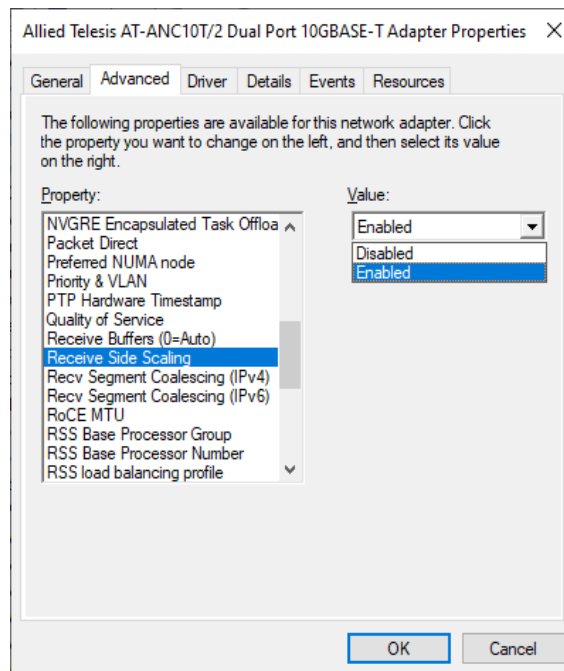 Allied Telesis AT-ANC10T/2 Dual Port 10GBASE-T Adapter Properties
General Advanced Driver Details Events Resources
The following properties are available for this network adapter. Click
the property you want to change on the left, and then select its value
on the right.
Property:
NVGRE Encapsulated Task Offloa
Packet Direct
Preferred NUMA node
Priority & VLAN
PTP Hardware Timestamp
Quality of Service
Receive Buffers (0=Auto)
Receive Side Scaling
Recv Segment Coalescing (IPv4)
Recv Segment Coalescing (IPv6)
RoCE MTU
RSS Base Processor Group
RSS Base Processor Number
RSS load balancing profile
Value:
Enabled
Disabled
Enabled
OK Cancel